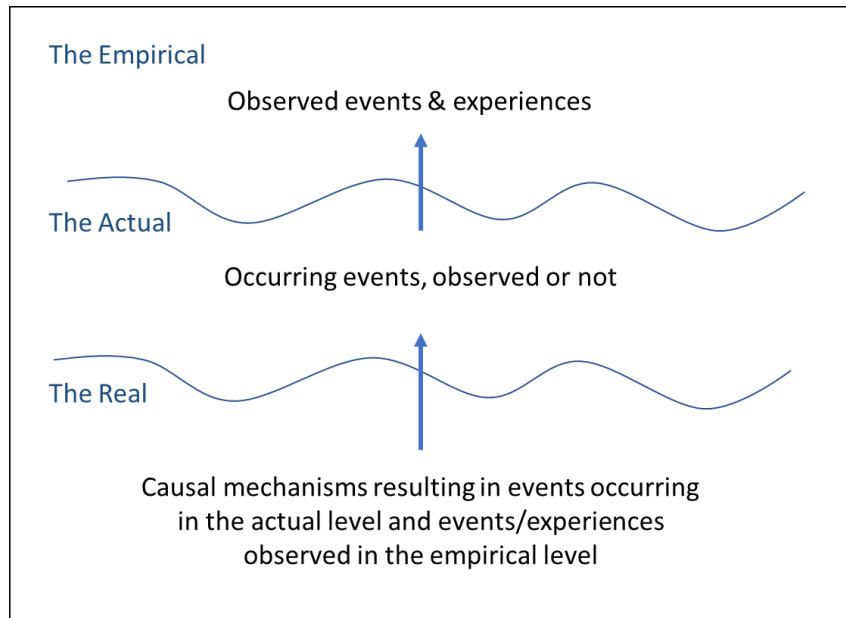 The Empirical
Observed events & experiences
The Actual
Occurring events, observed or not
The Real
Causal mechanisms resulting in events occurring
in the actual level and events/experiences
observed in the empirical level